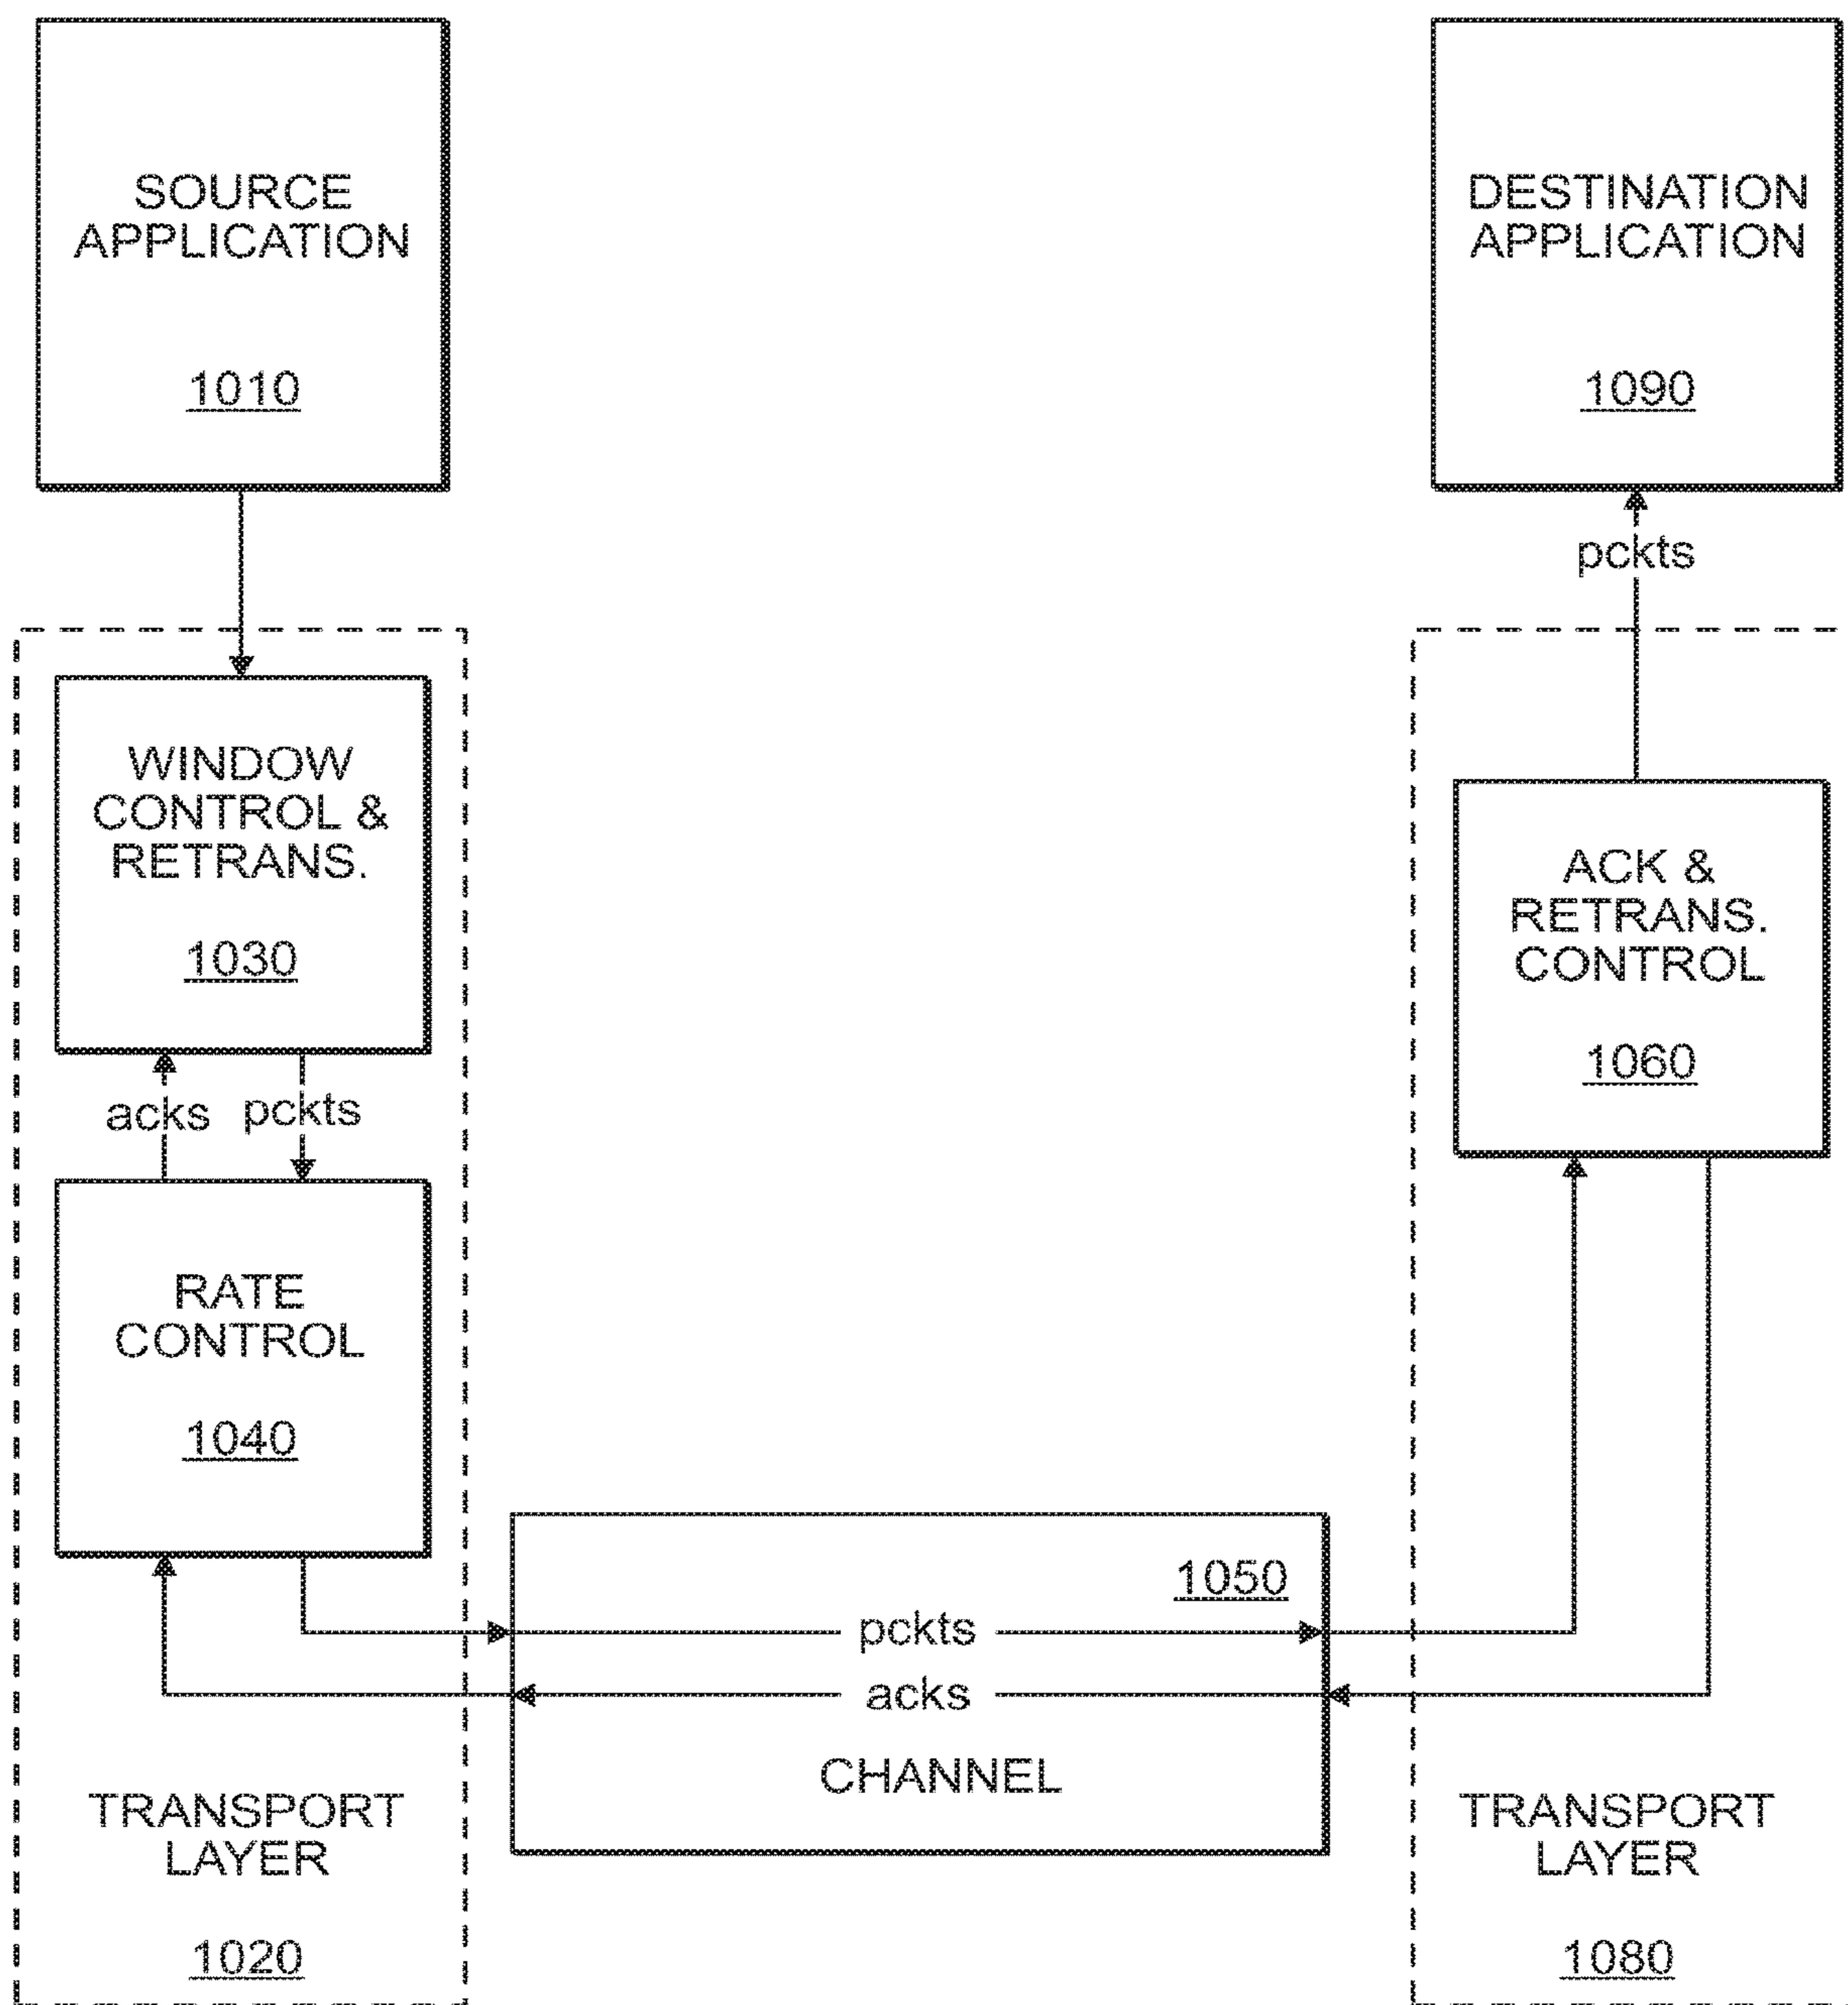 SOURCE
APPLICATION
1010
DESTINATION
APPLICATION
1090
pckts
WINDOW
CONTROL &
RETRANS.
1030
ACK &
RETRANS.
CONTROL
1060
acks pckts
RATE
CONTROL
1040
1050
pckts
acks
CHANNEL
TRANSPORT
LAYER
1020
TRANSPORT
LAYER
1080